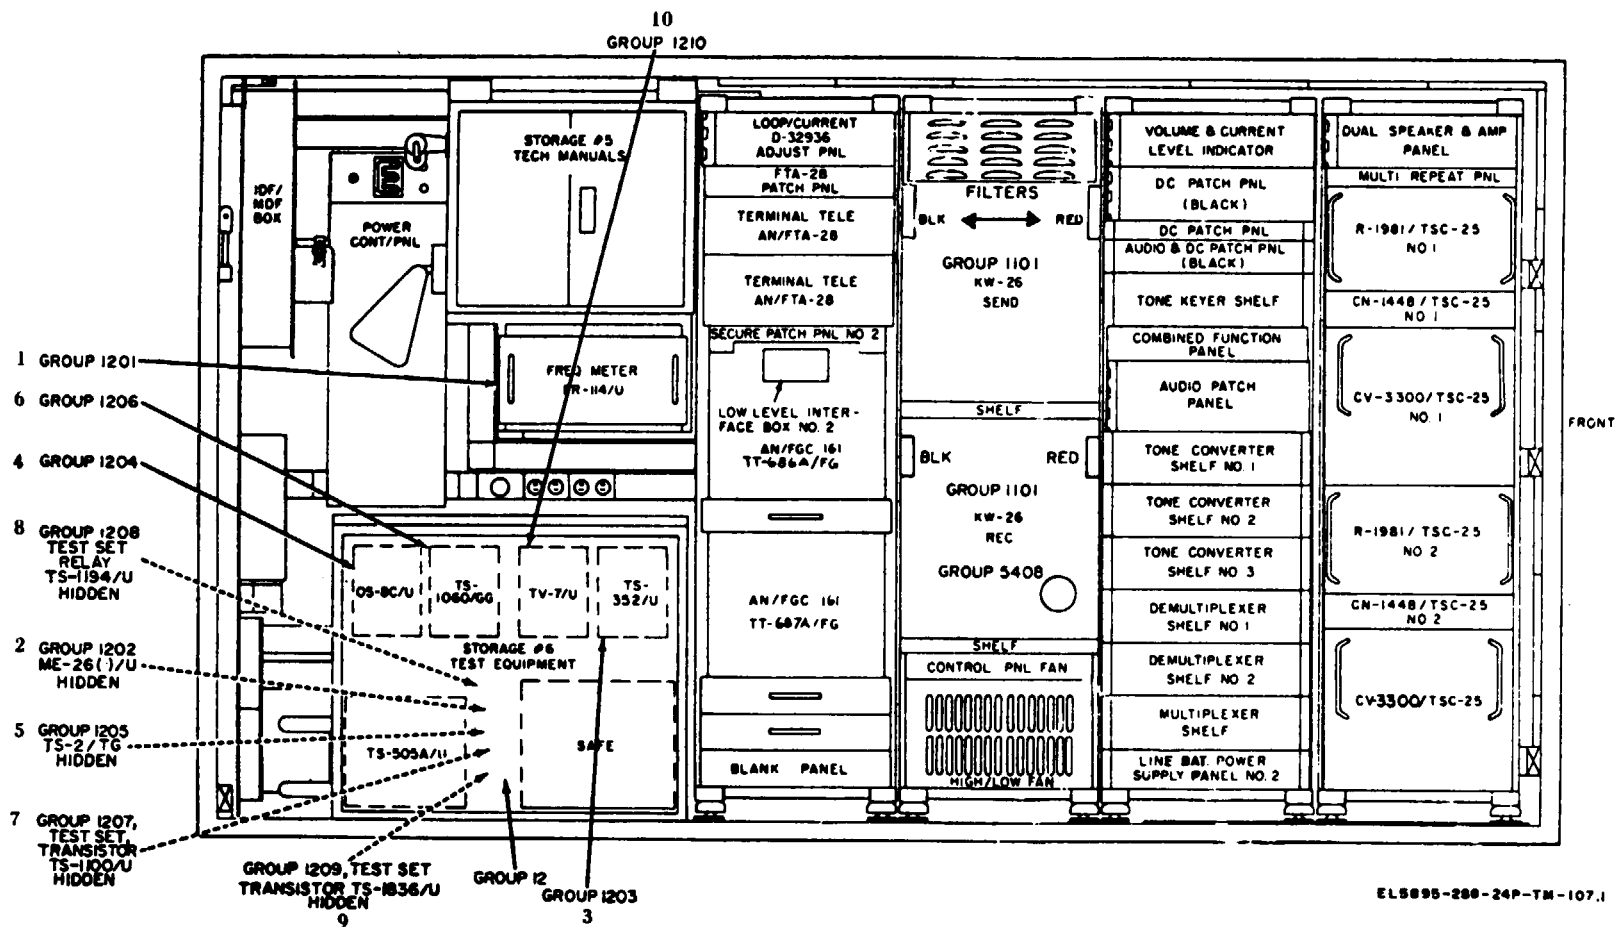 10
GROUP 1210
STORAGE #5
TECH MANUALS
IDF/
MDF
BOX
POWER
CONT/PNL
1 GROUP 1201
FREQ METER
FR-114/U
6 GROUP 1206
4 GROUP 1204
8 GROUP 1208
TEST SET
RELAY
TS-1194/U
HIDDEN
2 GROUP 1202
ME-26( )/U
HIDDEN
5 GROUP 1205
TS-2/TG
HIDDEN
7 GROUP 1207,
TEST SET,
TRANSISTOR
TS-1100/U
HIDDEN
GROUP 1209, TEST SET
TRANSISTOR TS-1836/U
HIDDEN
9
GROUP 12
GROUP 1203
3
OS-8C/U
TS-
1060/GG
TV-7/U
TS-
352/U
STORAGE #6
TEST EQUIPMENT
TS-505A/U
SAFE
LOOP/CURRENT
D-32936
ADJUST PNL
FTA-28
PATCH PNL
TERMINAL TELE
AN/FTA-28
TERMINAL TELE
AN/FTA-28
SECURE PATCH PNL NO 2
LOW LEVEL INTER-
FACE BOX NO. 2
AN/FGC 161
TT-686A/FG
AN/FGC 161
TT-687A/FG
BLANK PANEL
FILTERS
BLK RED
GROUP 1101
KW-26
SEND
SHELF
BLK RED
GROUP 1101
KW-26
REC
GROUP 5408
SHELF
CONTROL PNL FAN
HIGH/LOW FAN
VOLUME & CURRENT
LEVEL INDICATOR
DC PATCH PNL
(BLACK)
DC PATCH PNL
AUDIO & DC PATCH PNL
(BLACK)
TONE KEYER SHELF
COMBINED FUNCTION
PANEL
AUDIO PATCH
PANEL
TONE CONVERTER
SHELF NO. 1
TONE CONVERTER
SHELF NO 2
TONE CONVERTER
SHELF NO 3
DEMULTIPLEXER
SHELF NO 1
DEMULTIPLEXER
SHELF NO 2
MULTIPLEXER
SHELF
LINE BAT. POWER
SUPPLY PANEL NO. 2
DUAL SPEAKER & AMP
PANEL
MULTI REPEAT PNL
R-1981/TSC-25
NO 1
CN-1448/TSC-25
NO 1
CV-3300/TSC-25
NO. 1
R-1981/TSC-25
NO 2
CN-1448/TSC-25
NO 2
CV-3300/TSC-25
FRONT
EL5895-288-24P-TM-107.1